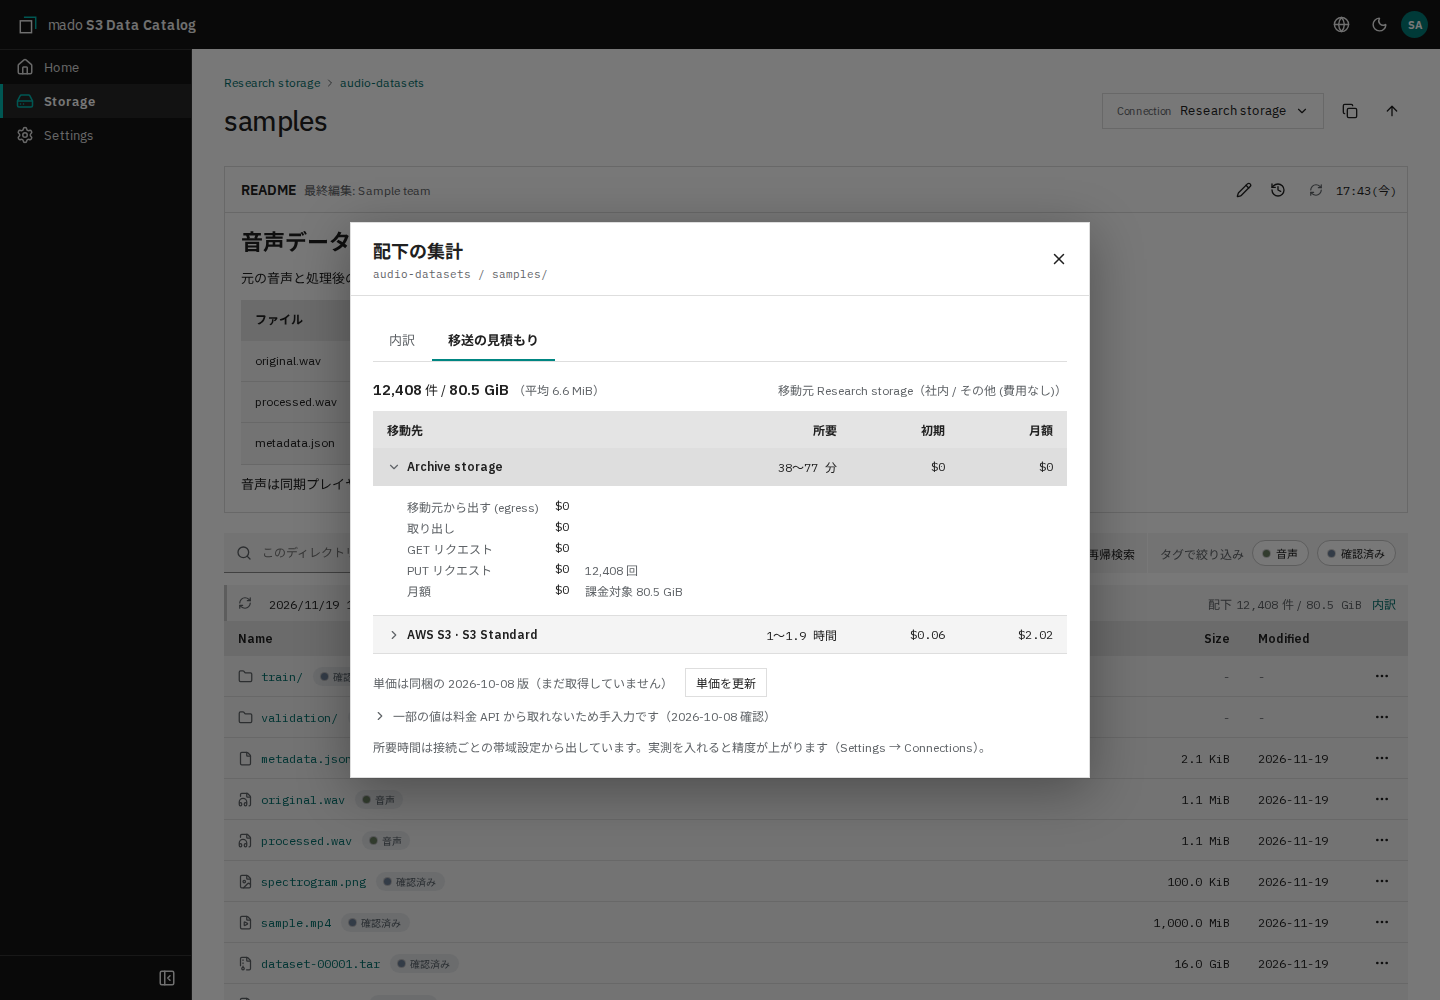 mado S3 Data Catalog
SA
Home
Storage
Settings
Research storage > audio-datasets
samples
Connection Research storage
README 最終編集: Sample team
17:43(今)
音声データ
元の音声と処理後
ファイル
original.wav
processed.wav
metadata.json
音声は同期プレイ
配下の集計
audio-datasets / samples/
内訳
移送の見積もり
12,408 件 / 80.5 GiB （平均 6.6 MiB）
移動元 Research storage（社内 / その他 (費用なし)）
移動先 所要 初期 月額
Archive storage 38〜77 分 $0 $0
移動元から出す (egress) $0
取り出し $0
GET リクエスト $0
PUT リクエスト $0 12,408 回
月額 $0 課金対象 80.5 GiB
AWS S3 · S3 Standard 1〜1.9 時間 $0.06 $2.02
単価は同梱の 2026-10-08 版（まだ取得していません） 単価を更新
一部の値は料金 API から取れないため手入力です（2026-10-08 確認）
所要時間は接続ごとの帯域設定から出しています。実測を入れると精度が上がります（Settings → Connections）。
このディレクト
再帰検索
タグで絞り込み
音声
確認済み
2026/11/19
配下 12,408 件 / 80.5 GiB 内訳
Name Size Modified
train/ - -
validation/ - -
metadata.json 2.1 KiB 2026-11-19
original.wav 音声 1.1 MiB 2026-11-19
processed.wav 音声 1.1 MiB 2026-11-19
spectrogram.png 確認済み 100.0 KiB 2026-11-19
sample.mp4 確認済み 1,000.0 MiB 2026-11-19
dataset-00001.tar 確認済み 16.0 GiB 2026-11-19